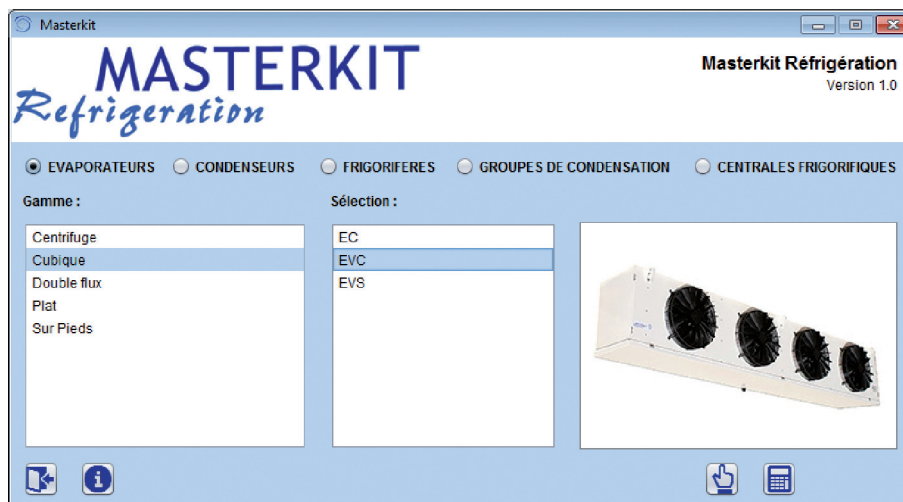 Masterkit
MASTERKIT
Refrigeration
Masterkit Réfrigération
Version 1.0
EVAPORATEURS CONDENSEURS FRIGORIFERES GROUPES DE CONDENSATION CENTRALES FRIGORIFIQUES
Gamme :
Centrifuge
Cubique
Double flux
Plat
Sur Pieds
Sélection :
EC
EVC
EVS